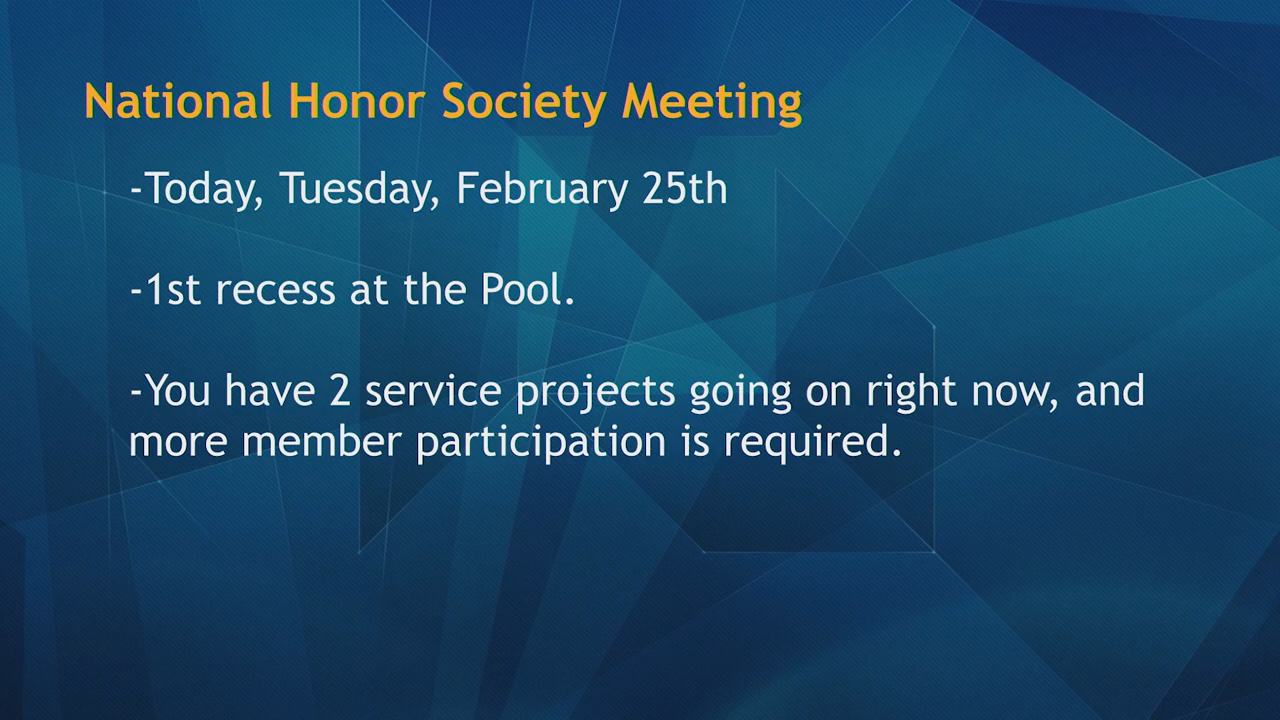 National Honor Society Meeting
-Today, Tuesday, February 25th
-1st recess at the Pool.
-You have 2 service projects going on right now, and
more member participation is required.